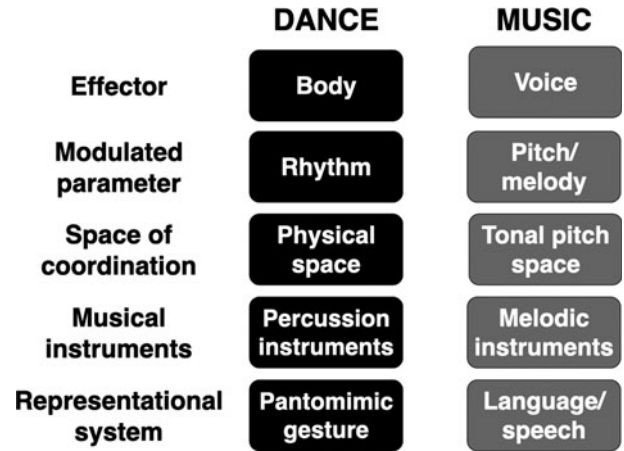 DANCE MUSIC
Effector Body Voice
Modulated parameter Rhythm Pitch/ melody
Space of coordination Physical space Tonal pitch space
Musical instruments Percussion instruments Melodic instruments
Representational system Pantomimic gesture Language/ speech